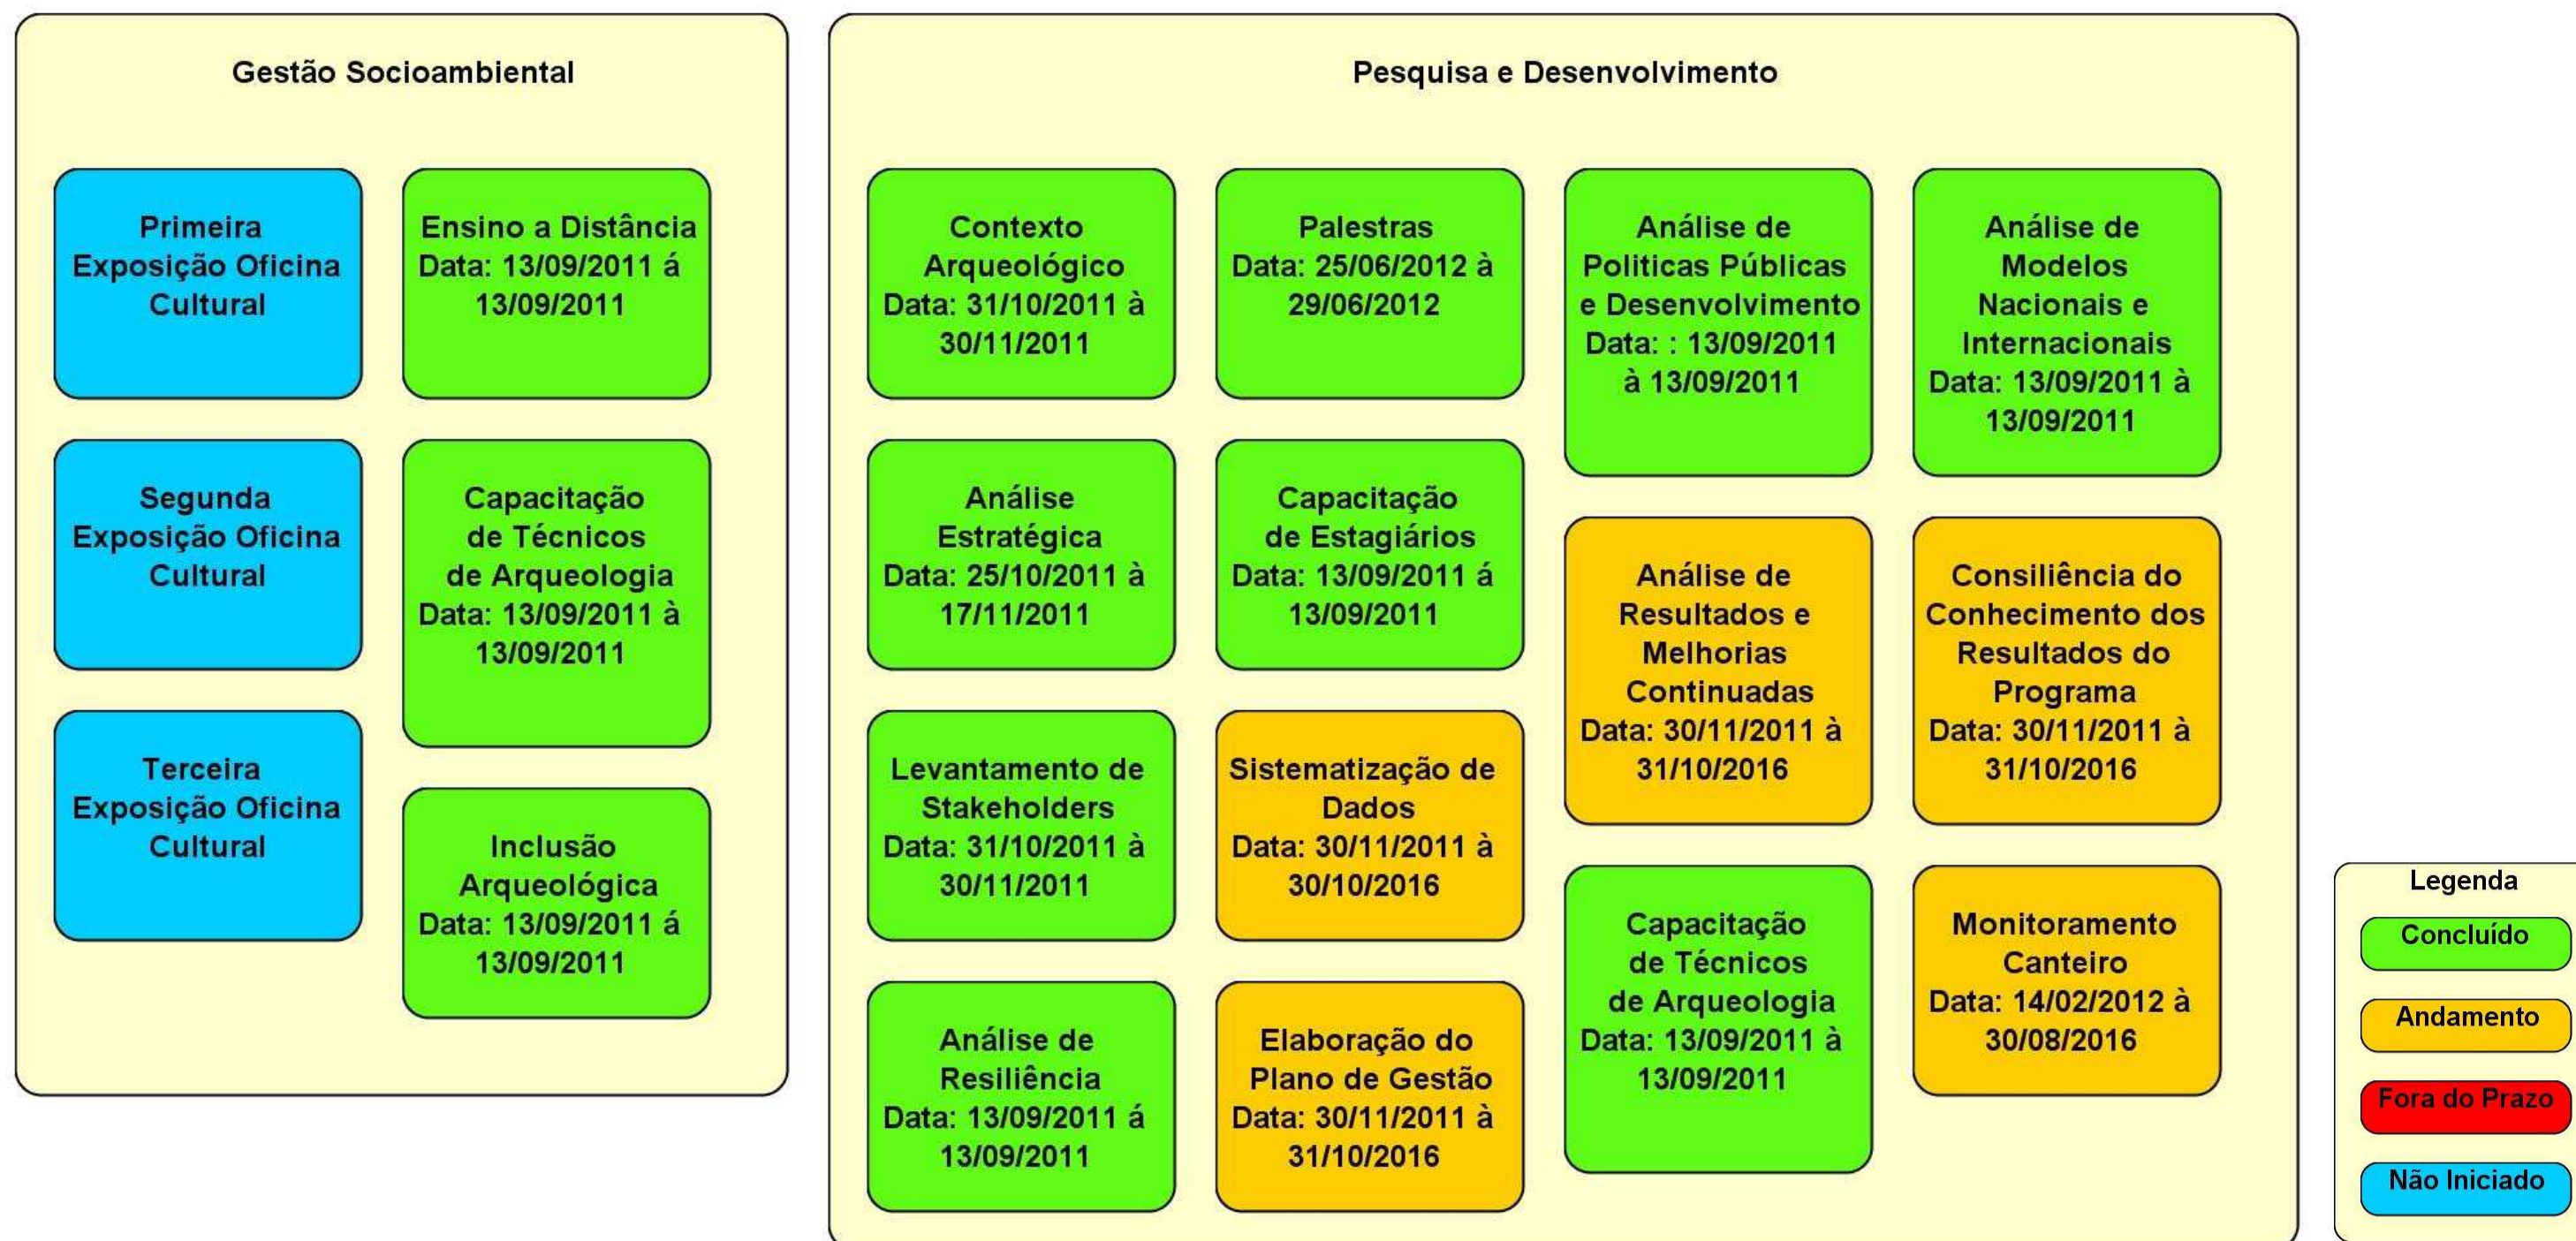 Gestão Socioambiental
Primeira
Exposição Oficina
Cultural
Ensino a Distância
Data: 13/09/2011 á
13/09/2011
Segunda
Exposição Oficina
Cultural
Capacitação
de Técnicos
de Arqueologia
Data: 13/09/2011 à
13/09/2011
Terceira
Exposição Oficina
Cultural
Inclusão
Arqueológica
Data: 13/09/2011 á
13/09/2011
Pesquisa e Desenvolvimento
Contexto
Arqueológico
Data: 31/10/2011 à
30/11/2011
Palestras
Data: 25/06/2012 à
29/06/2012
Análise de
Politicas Públicas
e Desenvolvimento
Data: : 13/09/2011
à 13/09/2011
Análise de
Modelos
Nacionais e
Internacionais
Data: 13/09/2011 à
13/09/2011
Análise
Estratégica
Data: 25/10/2011 à
17/11/2011
Capacitação
de Estagiários
Data: 13/09/2011 á
13/09/2011
Análise de
Resultados e
Melhorias
Continuadas
Data: 30/11/2011 à
31/10/2016
Consiliência do
Conhecimento dos
Resultados do
Programa
Data: 30/11/2011 à
31/10/2016
Levantamento de
Stakeholders
Data: 31/10/2011 à
30/11/2011
Sistematização de
Dados
Data: 30/11/2011 à
30/10/2016
Capacitação
de Técnicos
de Arqueologia
Data: 13/09/2011 à
13/09/2011
Monitoramento
Canteiro
Data: 14/02/2012 à
30/08/2016
Análise de
Resiliência
Data: 13/09/2011 á
13/09/2011
Elaboração do
Plano de Gestão
Data: 30/11/2011 à
31/10/2016
Legenda
Concluído
Andamento
Fora do Prazo
Não Iniciado